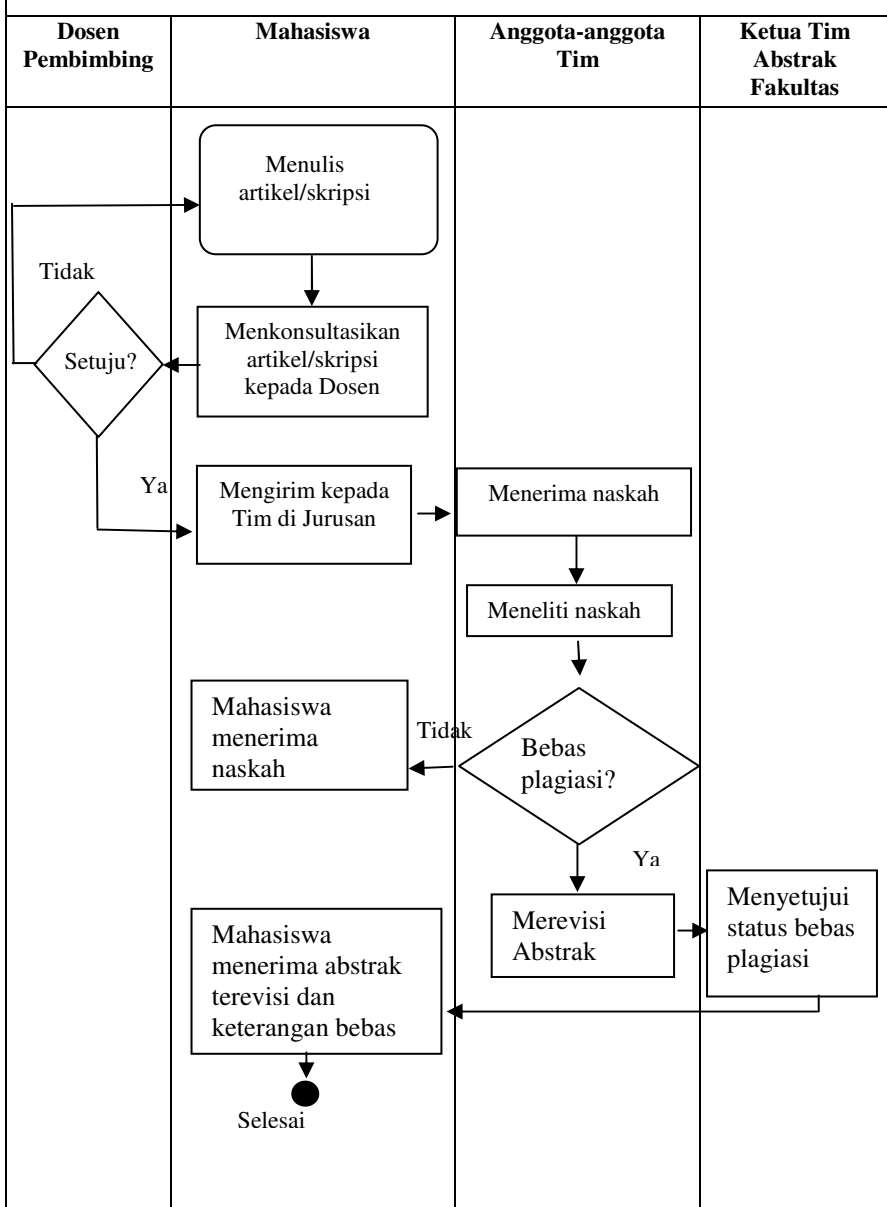 Dosen
Pembimbing
Mahasiswa
Anggota-anggota
Tim
Ketua Tim
Abstrak
Fakultas
Menulis
artikel/skripsi
Tidak
Setuju?
Menkonsultasikan
artikel/skripsi
kepada Dosen
Ya
Mengirim kepada
Tim di Jurusan
Menerima naskah
Meneliti naskah
Mahasiswa
menerima
naskah
Tidak
Bebas
plagiasi?
Ya
Merevisi
Abstrak
Menyetujui
status bebas
plagiasi
Mahasiswa
menerima abstrak
terevisi dan
keterangan bebas
Selesai